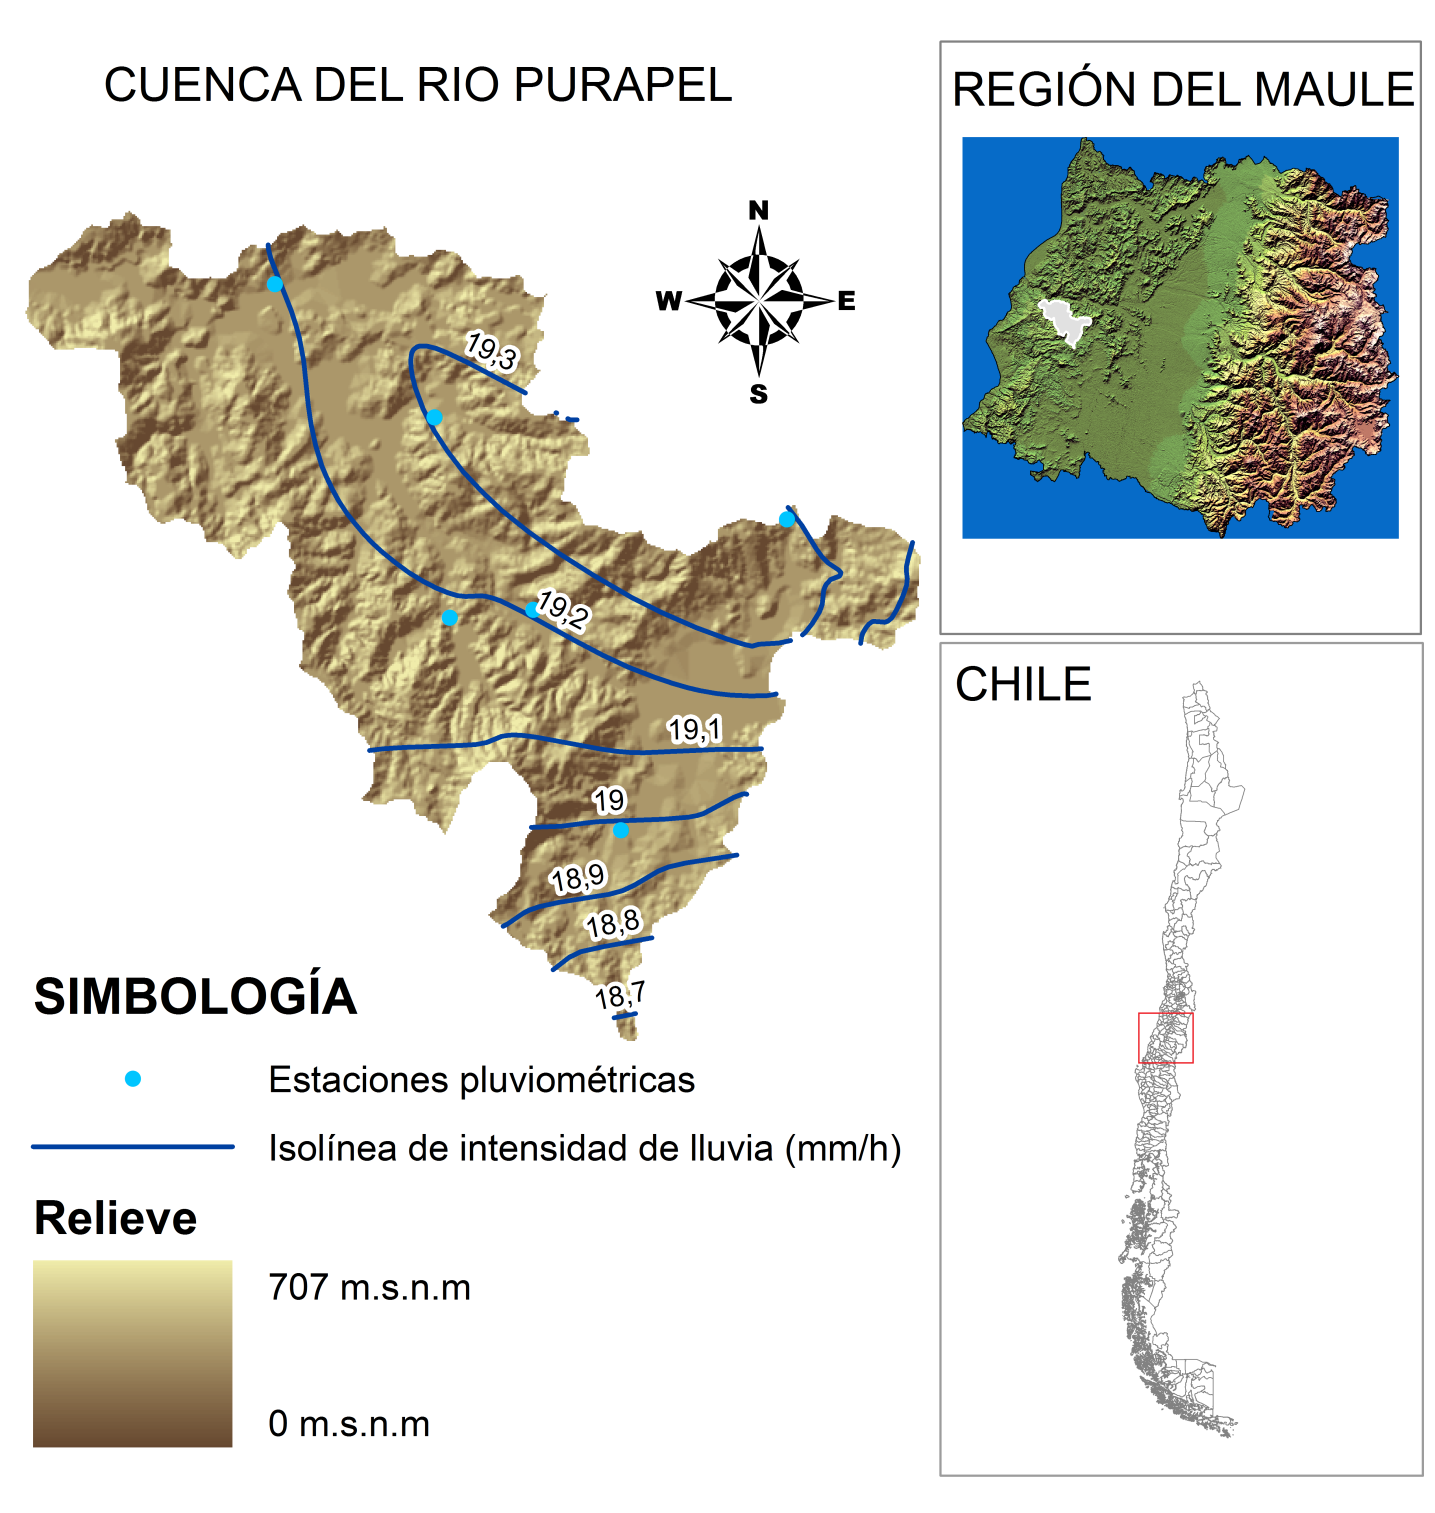 CUENCA DEL RIO PURAPEL
REGIÓN DEL MAULE
N
W
E
S
19,3
19,2
19,1
19
18,9
18,8
18,7
CHILE
SIMBOLOGÍA
Estaciones pluviométricas
Isolínea de intensidad de lluvia (mm/h)
Relieve
707 m.s.n.m
0 m.s.n.m